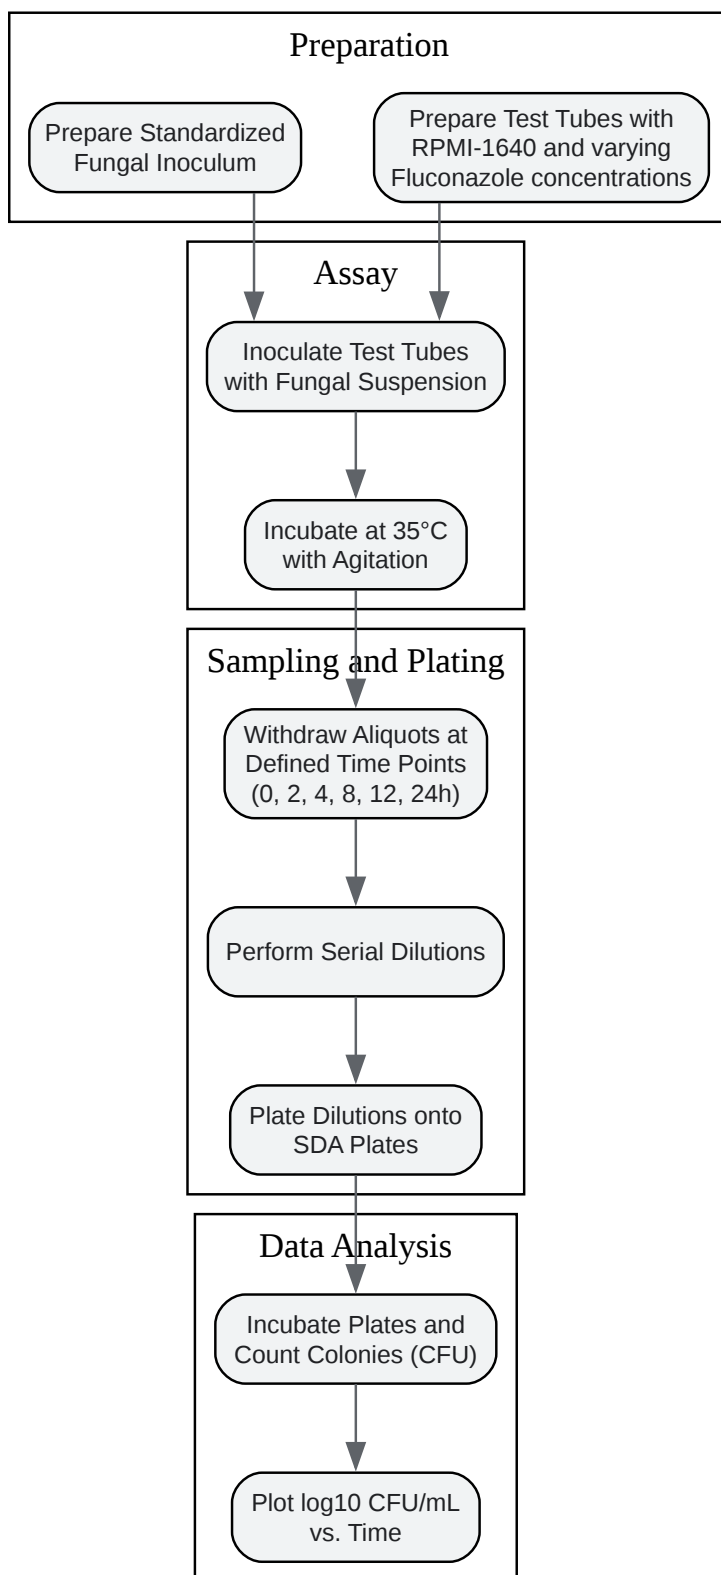 Preparation
Prepare Standardized
Fungal Inoculum
Prepare Test Tubes with
RPMI-1640 and varying
Fluconazole concentrations
Assay
Inoculate Test Tubes
with Fungal Suspension
Incubate at 35°C
with Agitation
Sampling and Plating
Withdraw Aliquots at
Defined Time Points
(0, 2, 4, 8, 12, 24h)
Perform Serial Dilutions
Plate Dilutions onto
SDA Plates
Data Analysis
Incubate Plates and
Count Colonies (CFU)
Plot log10 CFU/mL
vs. Time